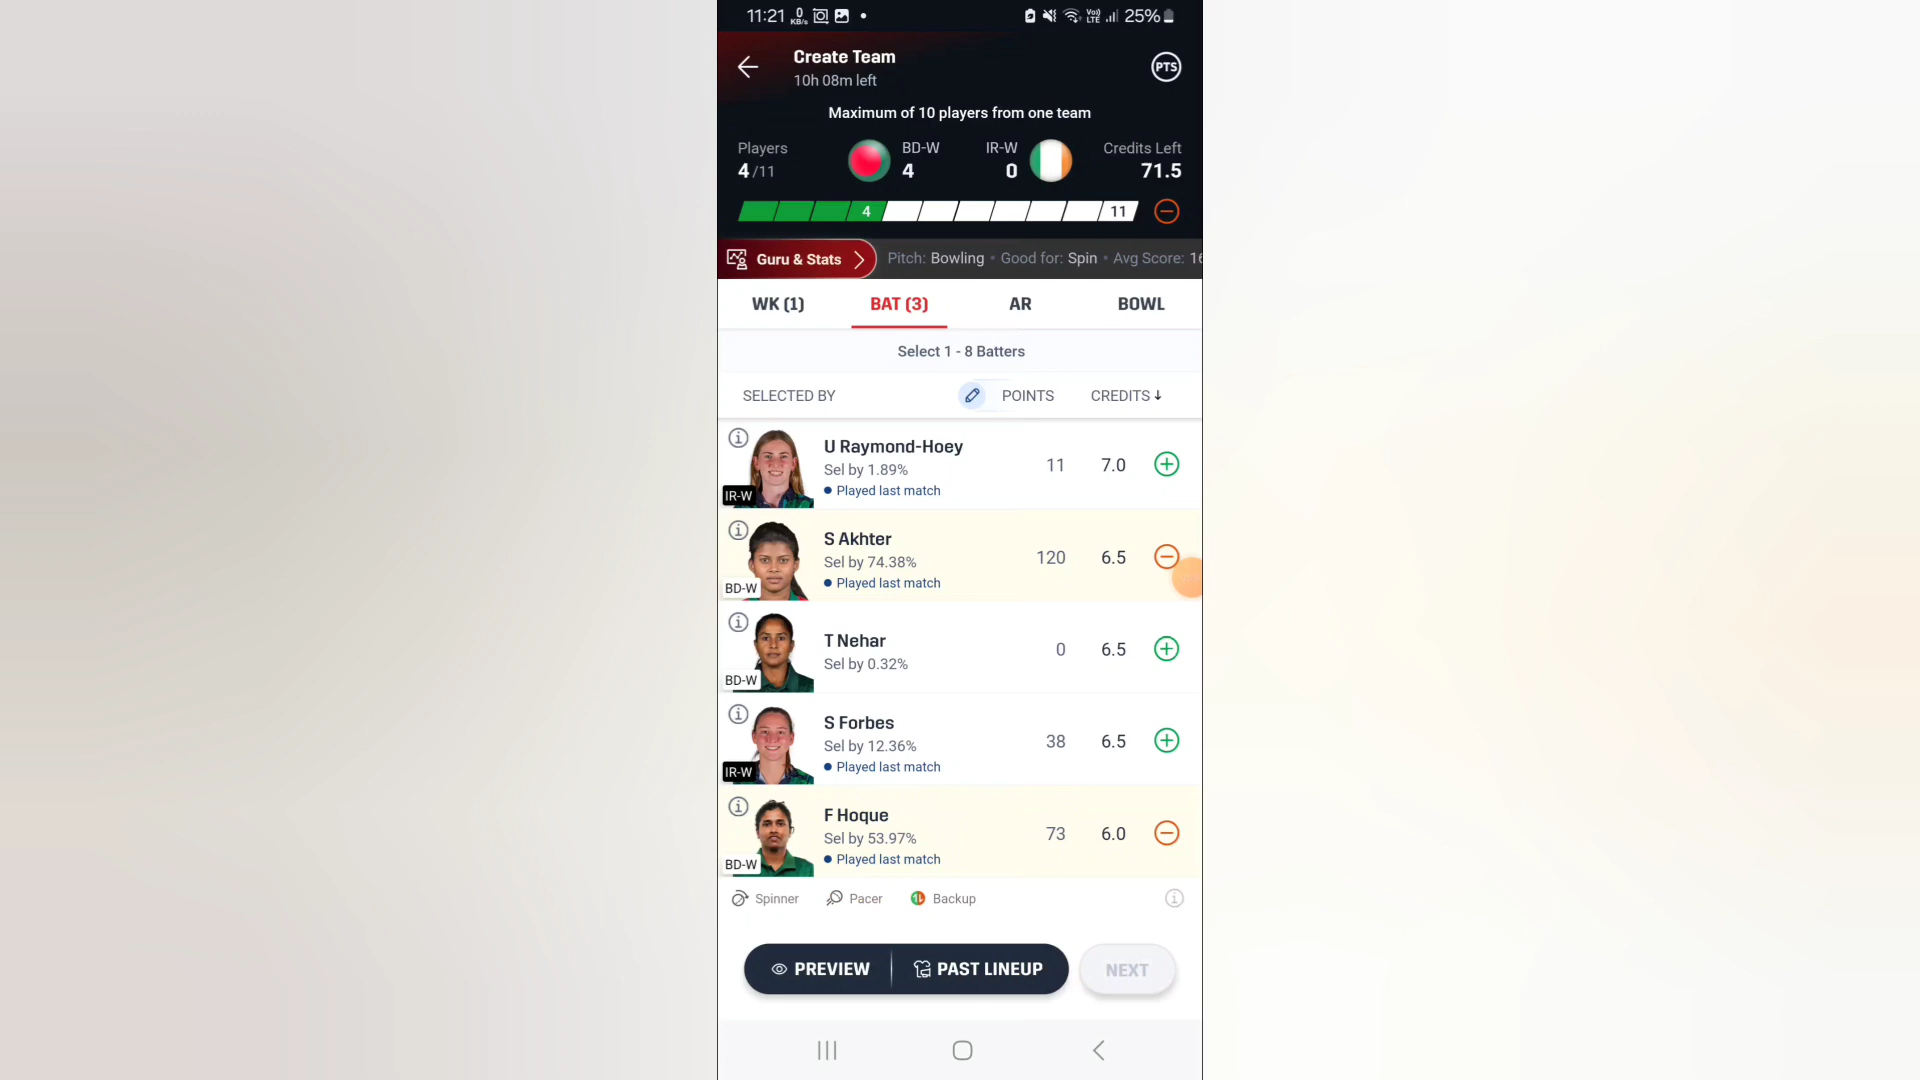 11:21 0 KB/s Vo)) LTE 25%
Create Team
10h 08m left
PTS
Maximum of 10 players from one team
Players BD-W IR-W Credits Left
4/11 4 0 71.5
4 11
Guru & Stats Pitch: Bowling • Good for: Spin • Avg Score: 16
WK (1) BAT (3) AR BOWL
Select 1 - 8 Batters
SELECTED BY POINTS CREDITS
U Raymond-Hoey
Sel by 1.89% 11 7.0
Played last match
IR-W
S Akhter
Sel by 74.38% 120 6.5
Played last match
BD-W
T Nehar
Sel by 0.32% 0 6.5
BD-W
S Forbes
Sel by 12.36% 38 6.5
Played last match
IR-W
F Hoque
Sel by 53.97% 73 6.0
Played last match
BD-W
Spinner Pacer Backup
PREVIEW PAST LINEUP NEXT